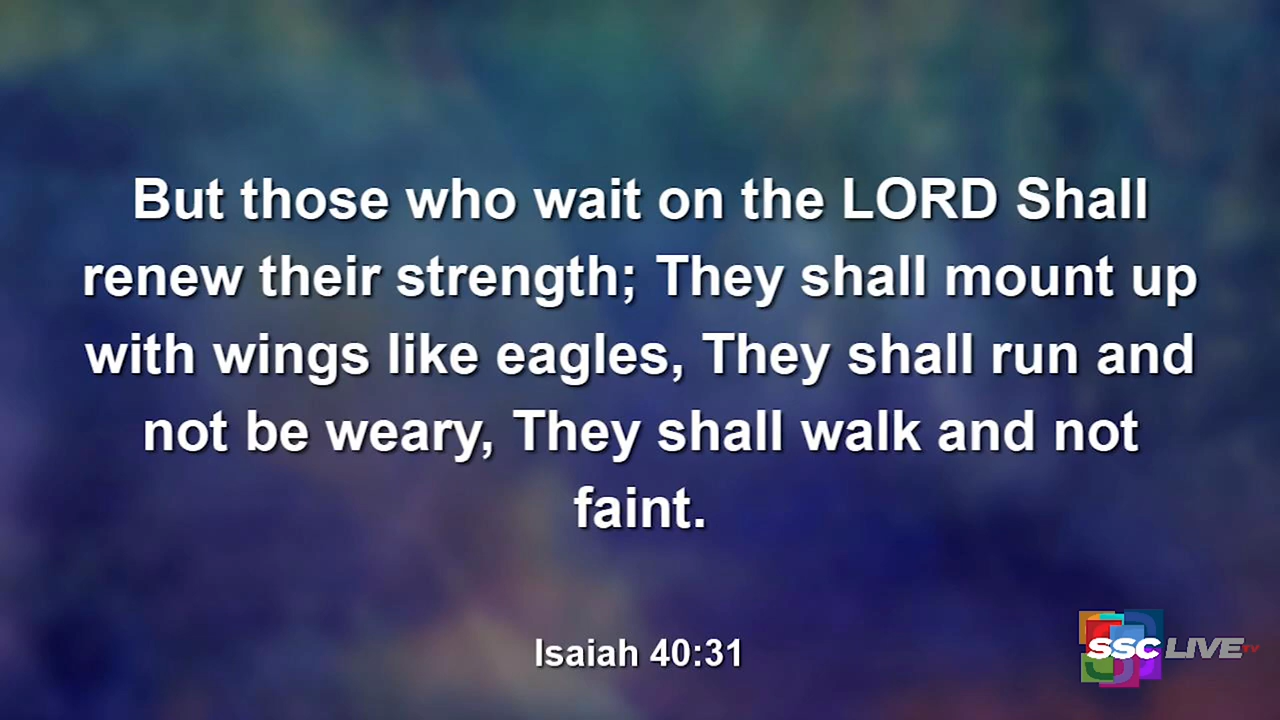 But those who wait on the LORD Shall
renew their strength; They shall mount up
with wings like eagles, They shall run and
not be weary, They shall walk and not
faint.
Isaiah 40:31
SSC LIVE TV